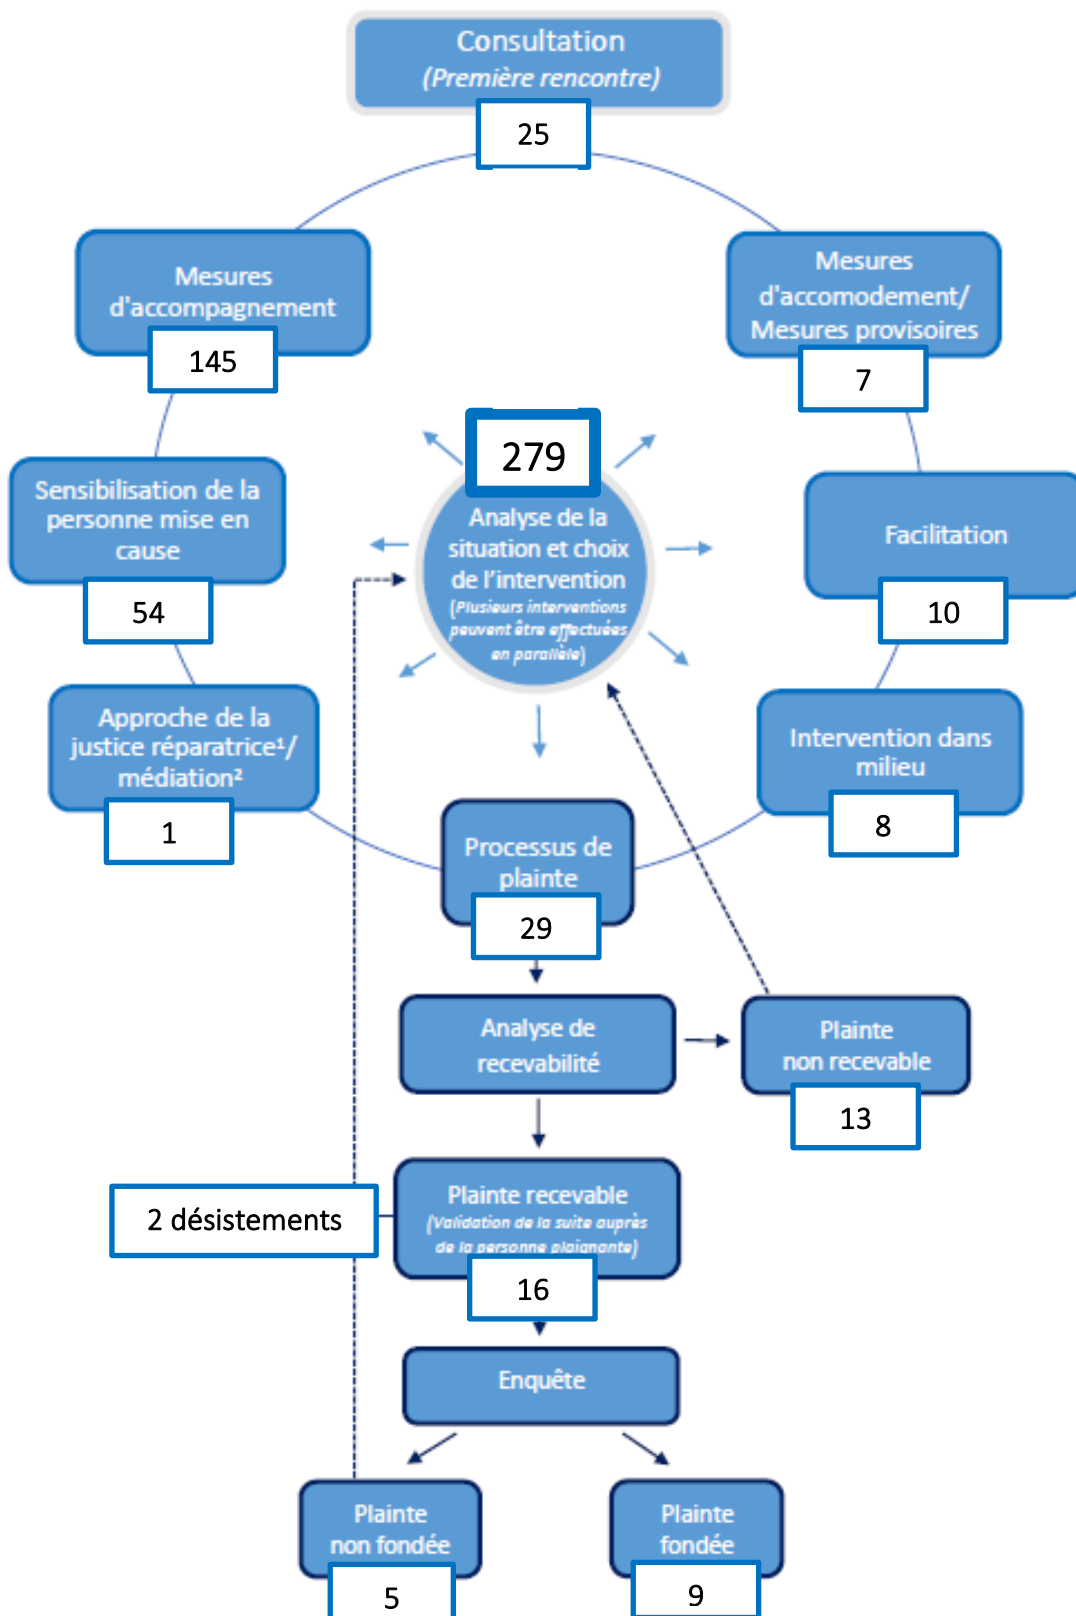 Consultation
(Première rencontre)
25
Mesures
d'accompagnement
145
Mesures
d'accomodement/
Mesures provisoires
7
279
Analyse de la
situation et choix
de l'intervention
(Plusieurs interventions
peuvent être effectuées
en parallèle)
Sensibilisation de la
personne mise en
cause
54
Facilitation
10
Approche de la
justice réparatrice¹/
médiation²
1
Intervention dans
milieu
8
Processus de
plainte
29
Analyse de
recevabilité
Plainte
non recevable
13
2 désistements
Plainte recevable
(Validation de la suite auprès
de la personne plaignante)
16
Enquête
Plainte
non fondée
5
Plainte
fondée
9